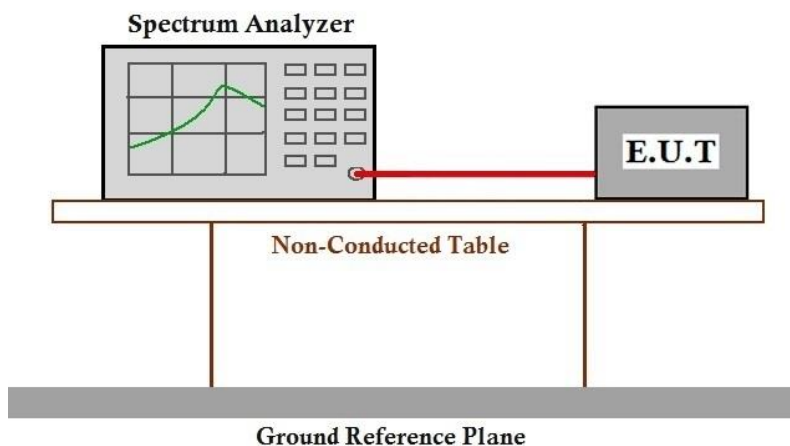 Spectrum Analyzer
E.U.T
Non-Conducted Table
Ground Reference Plane